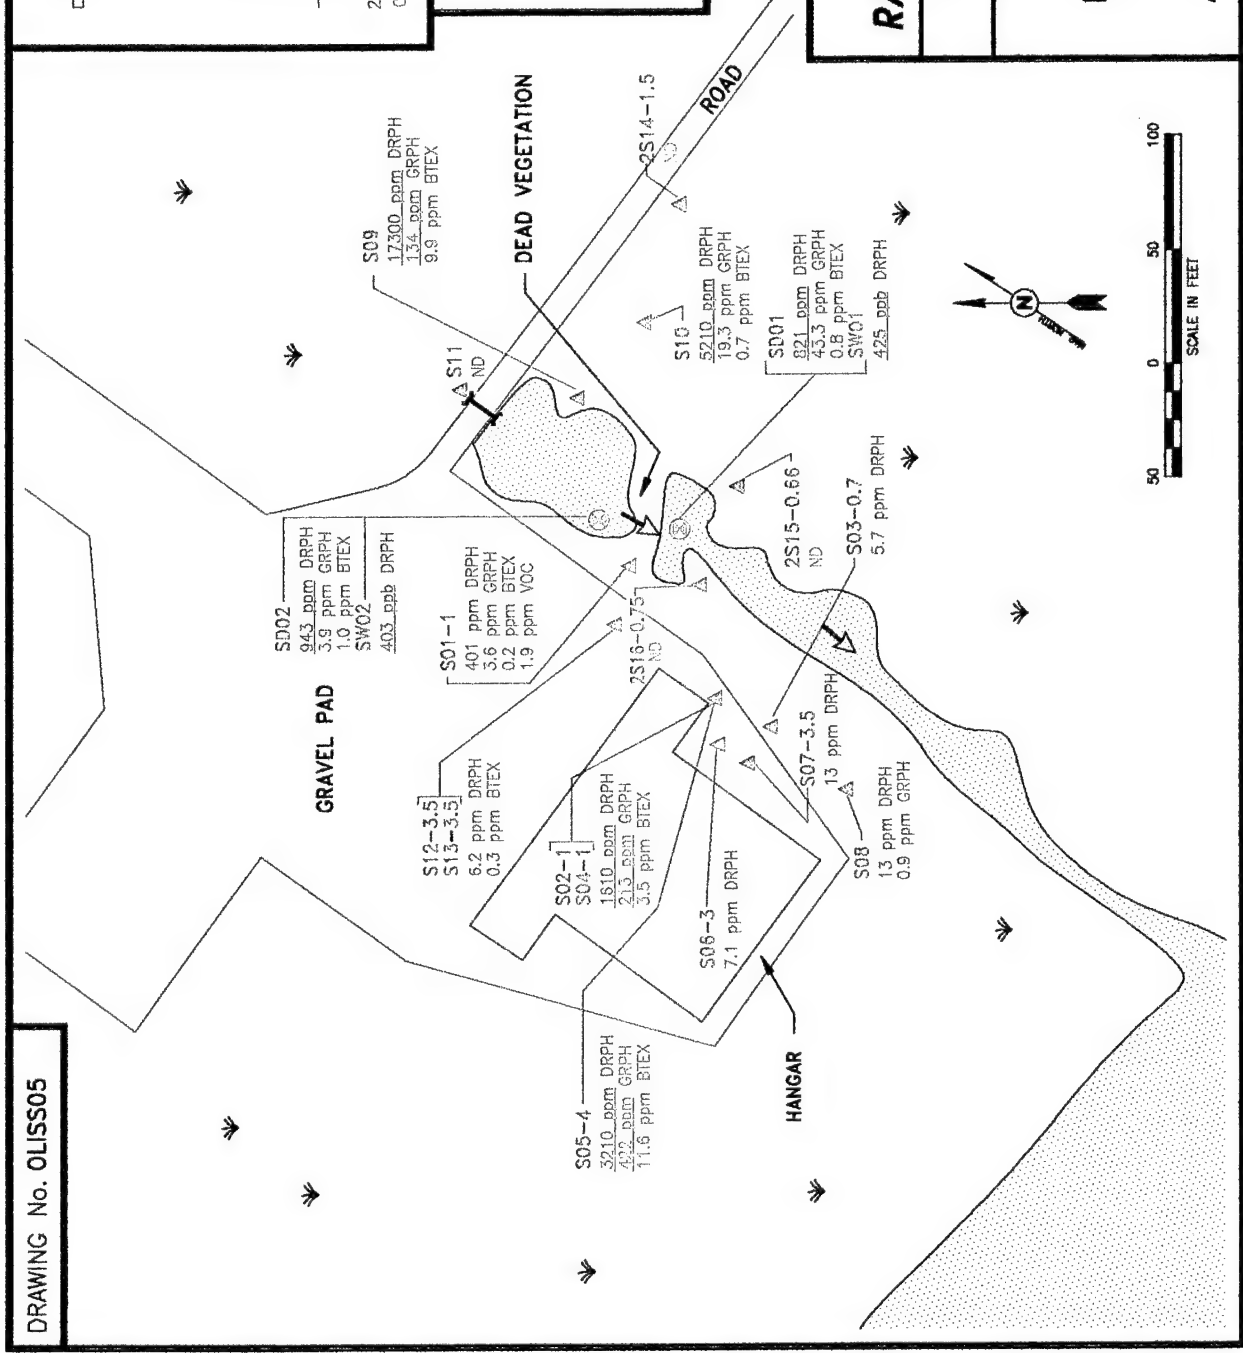 DRAWING No. OLISS05
S09
17300 ppm DRPH
134 ppm GRPH
9.9 ppm BTEX
DEAD VEGETATION
ROAD
2S14-1.5
ND
S11
ND
S10
5210 ppm DRPH
19.3 ppm GRPH
0.7 ppm BTEX
SD01
821 ppm DRPH
43.3 ppm GRPH
0.8 ppm BTEX
SW01
425 ppb DRPH
SD02
943 ppm DRPH
3.9 ppm GRPH
1.0 ppm BTEX
SW02
403 ppb DRPH
GRAVEL PAD
S01-1
401 ppm DRPH
3.6 ppm GRPH
0.2 ppm BTEX
1.9 ppm VOC
2S16-0.75
ND
2S15-0.66
ND
S03-0.7
5.7 ppm DRPH
S12-3.5
S13-3.5
6.2 ppm DRPH
0.3 ppm BTEX
S02-1
S04-1
1610 ppm DRPH
213 ppm GRPH
3.5 ppm BTEX
S07-3.5
13 ppm DRPH
S08
13 ppm DRPH
0.9 ppm GRPH
S06-3
7.1 ppm DRPH
S05-4
3210 ppm DRPH
422 ppm GRPH
11.6 ppm BTEX
HANGAR
N
50
0
50
100
SCALE IN FEET